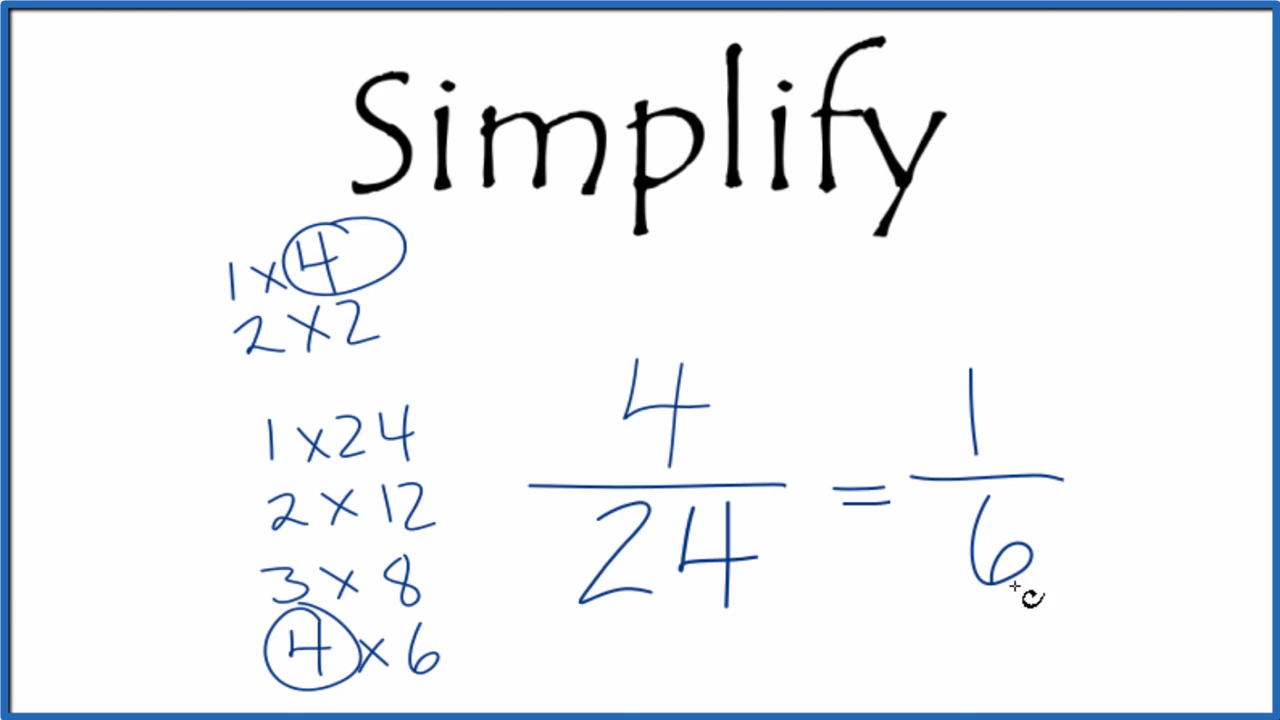 Simplify
1 x 4
2 x 2
1 x 24
2 x 12
3 x 8
4 x 6
4/24 = 1/6